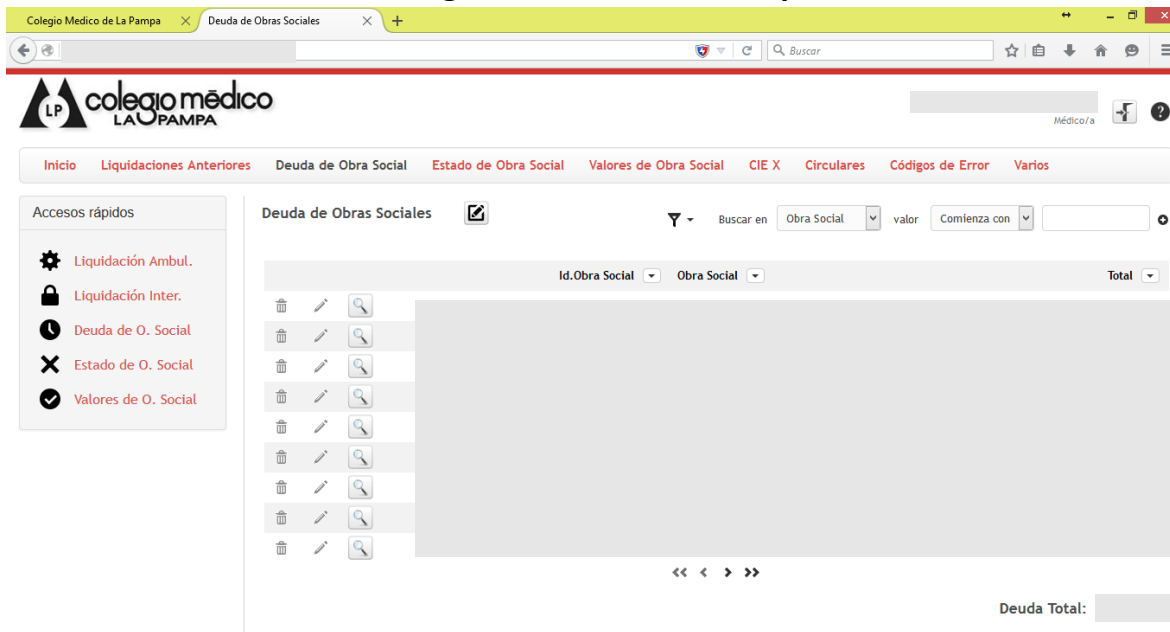 Colegio Medico de La Pampa
Deuda de Obras Sociales
Buscar
LP colegio médico
LA PAMPA
Médico/a
Inicio Liquidaciones Anteriores Deuda de Obra Social Estado de Obra Social Valores de Obra Social CIE X Circulares Códigos de Error Varios
Accesos rápidos
Liquidación Ambul.
Liquidación Inter.
Deuda de O. Social
Estado de O. Social
Valores de O. Social
Deuda de Obras Sociales
Buscar en Obra Social valor Comienza con
Id.Obra Social Obra Social Total
Deuda Total: